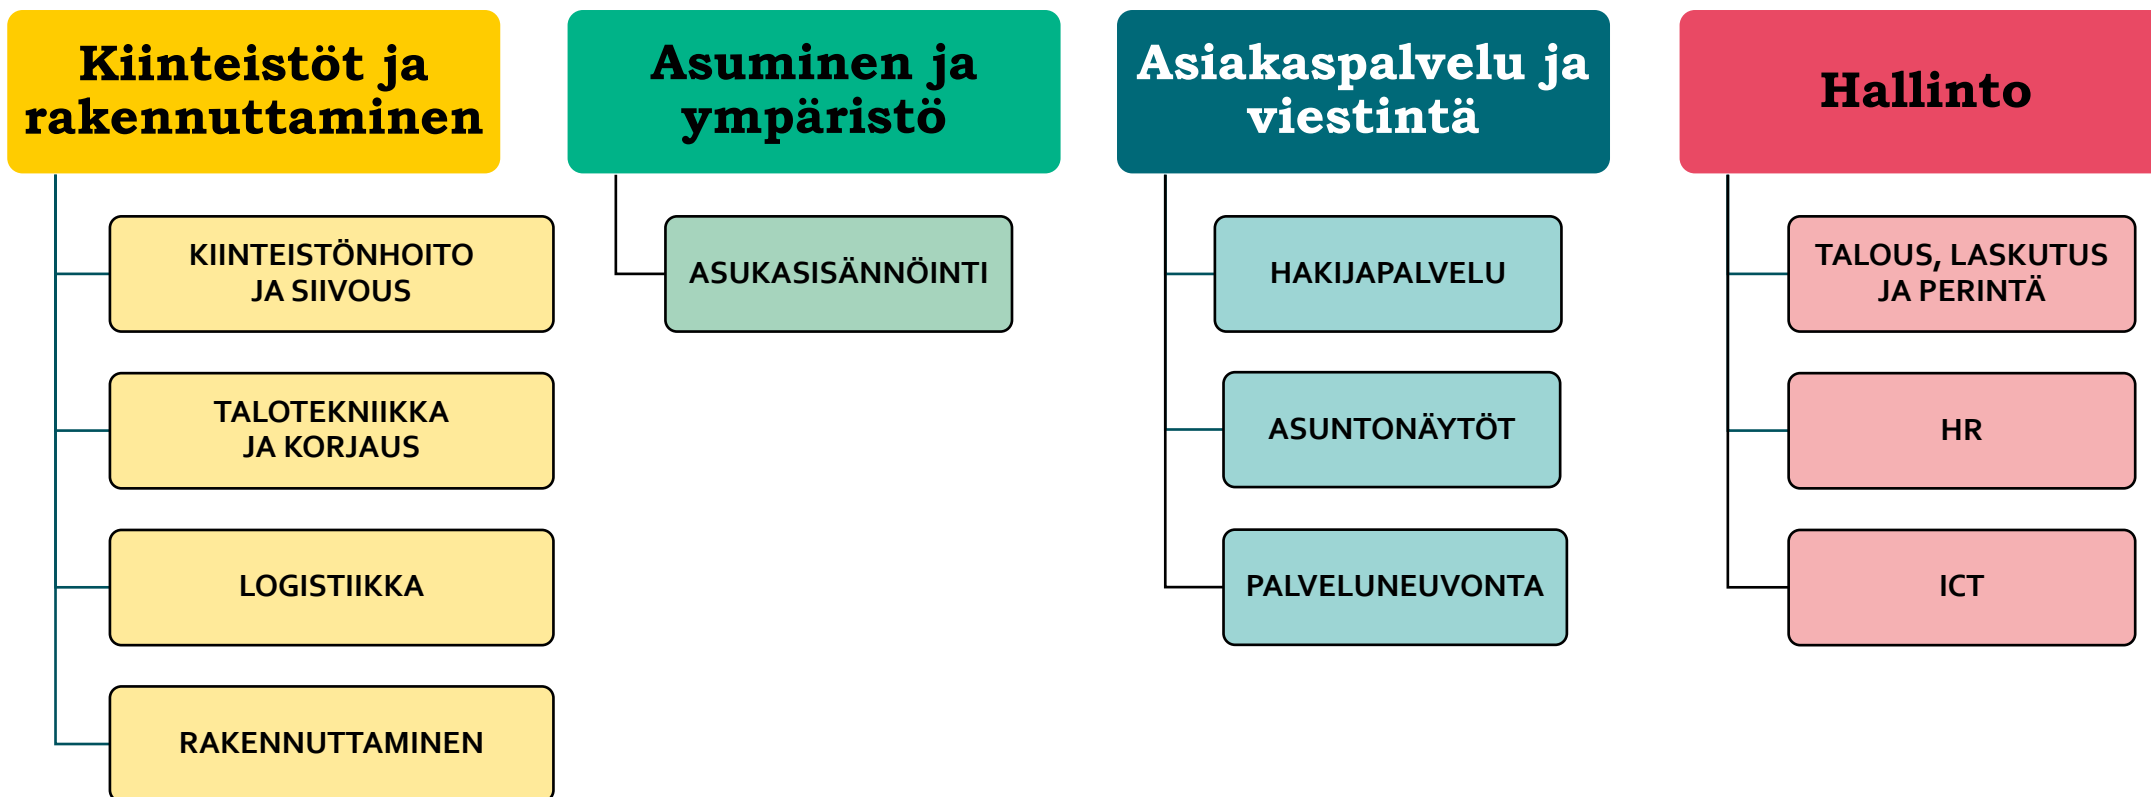 Kiinteistöt ja
rakennuttaminen
KIINTEISTÖNHOITO
JA SIIVOUS
TALOTEKNIIKKA
JA KORJAUS
LOGISTIIKKA
RAKENNUTTAMINEN
Asuminen ja
ympäristö
ASUKASISÄNNÖINTI
Asiakaspalvelu ja
viestintä
HAKIJAPALVELU
ASUNTONÄYTÖT
PALVELUNEUVONTA
Hallinto
TALOUS, LASKUTUS
JA PERINTÄ
HR
ICT